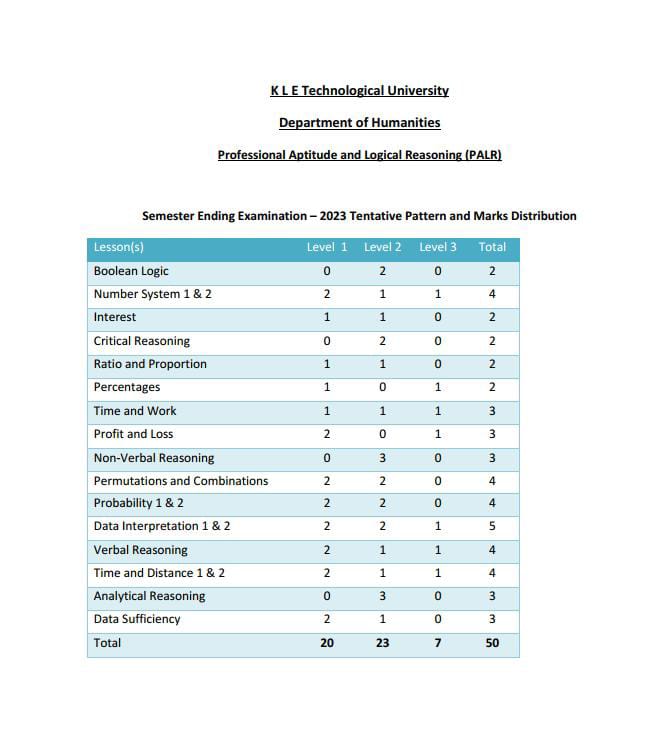 K L E Technological University
Department of Humanities
Professional Aptitude and Logical Reasoning (PALR)
Semester Ending Examination – 2023 Tentative Pattern and Marks Distribution
Lesson(s) Level 1 Level 2 Level 3 Total
Boolean Logic 0 2 0 2
Number System 1 & 2 2 1 1 4
Interest 1 1 0 2
Critical Reasoning 0 2 0 2
Ratio and Proportion 1 1 0 2
Percentages 1 0 1 2
Time and Work 1 1 1 3
Profit and Loss 2 0 1 3
Non-Verbal Reasoning 0 3 0 3
Permutations and Combinations 2 2 0 4
Probability 1 & 2 2 2 0 4
Data Interpretation 1 & 2 2 2 1 5
Verbal Reasoning 2 1 1 4
Time and Distance 1 & 2 2 1 1 4
Analytical Reasoning 0 3 0 3
Data Sufficiency 2 1 0 3
Total 20 23 7 50